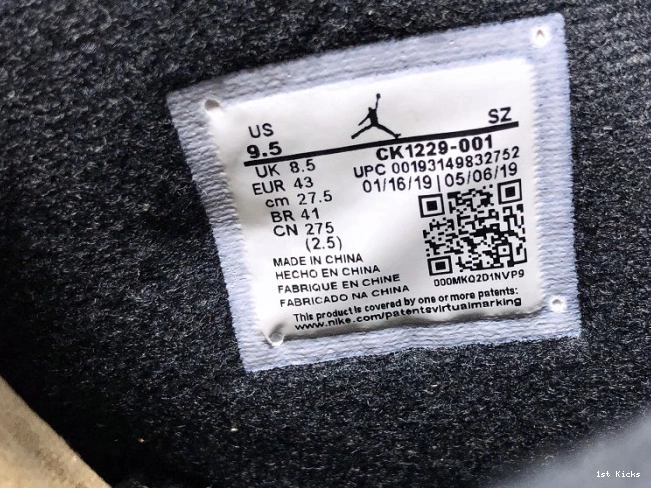 US
SZ
9.5
CK1229-001
UK 8.5
UPC 00193149832752
EUR 43
01/16/19 | 05/06/19
cm 27.5
BR 41
CN 275
(2.5)
MADE IN CHINA
HECHO EN CHINA
FABRIQUE EN CHINE
FABRICADO NA CHINA
000MKQ2D1NVP9
This product is covered by one or more patents:
www.nike.com/patentsvirtualmarking
1st Kicks